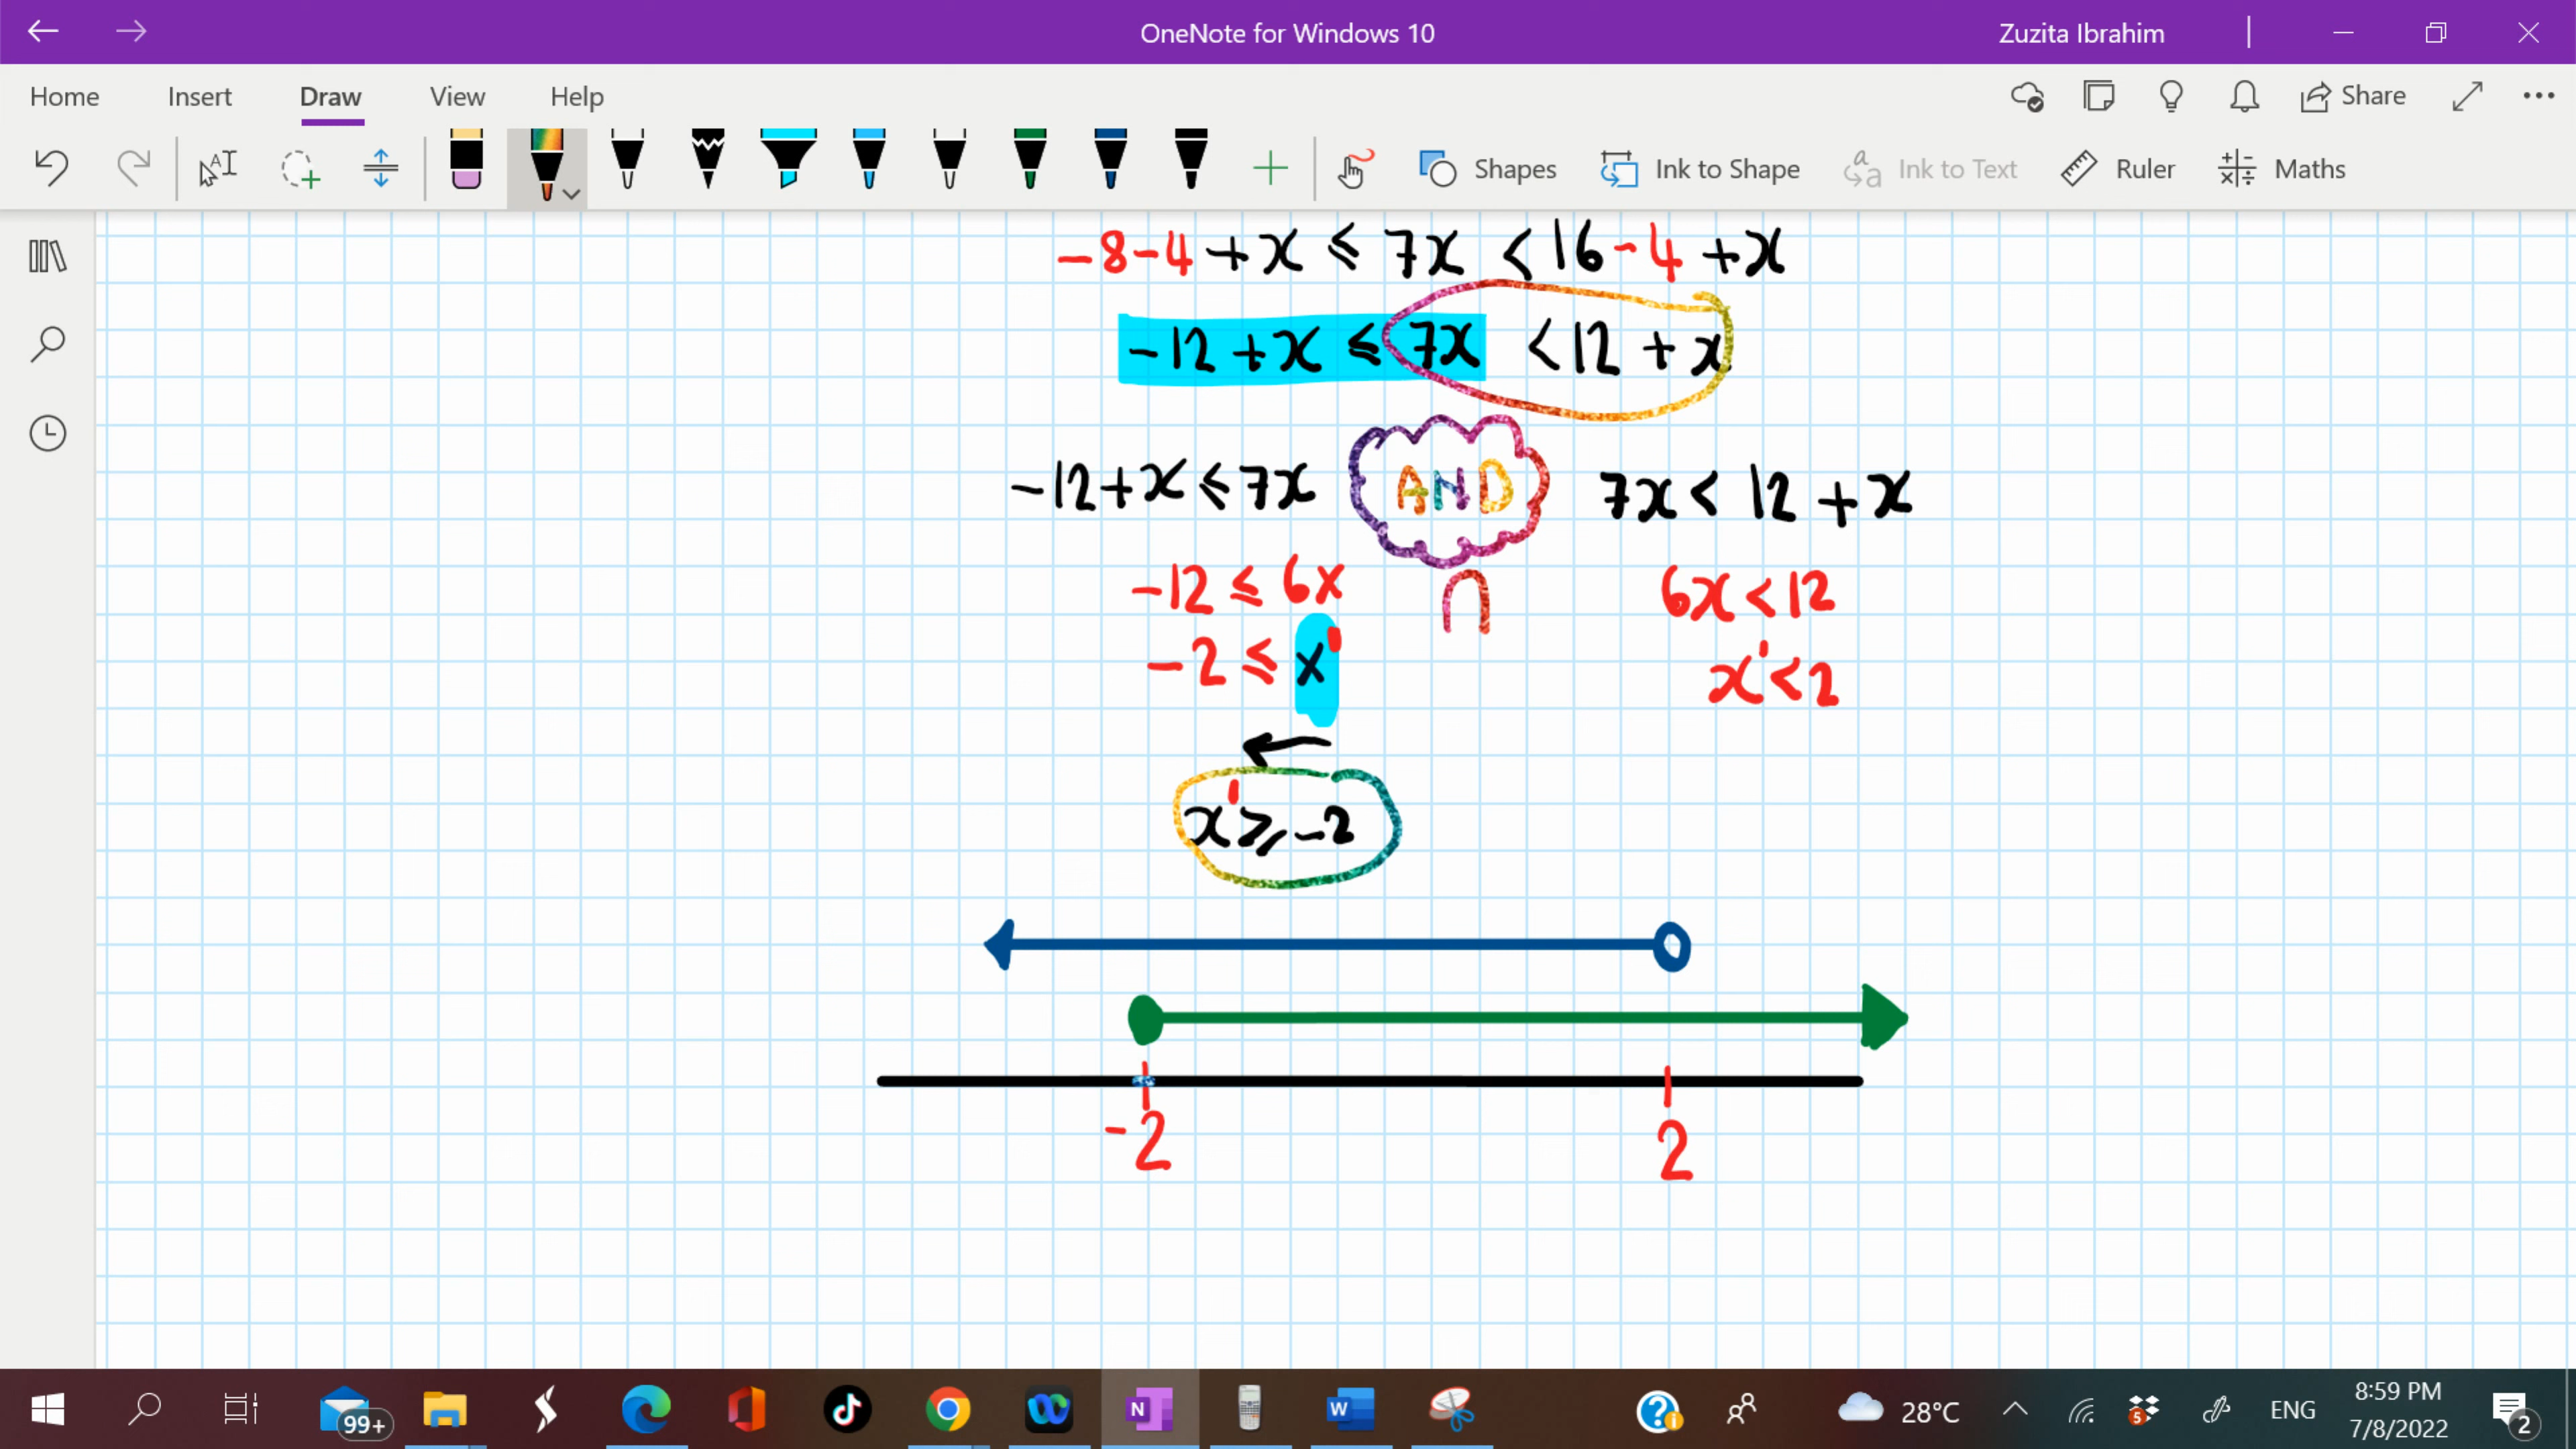 OneNote for Windows 10
Zuzita Ibrahim
Home Insert Draw View Help
Share
Shapes Ink to Shape Ink to Text Ruler Maths
-8-4+x ≤ 7x < 16-4+x
-12+x ≤ 7x < 12+x
-12+x ≤ 7x AND 7x < 12+x
-12 ≤ 6x ∩ 6x < 12
-2 ≤ x x < 2
x ≥ -2
-2 2
99+ 28°C ENG 8:59 PM
7/8/2022 2